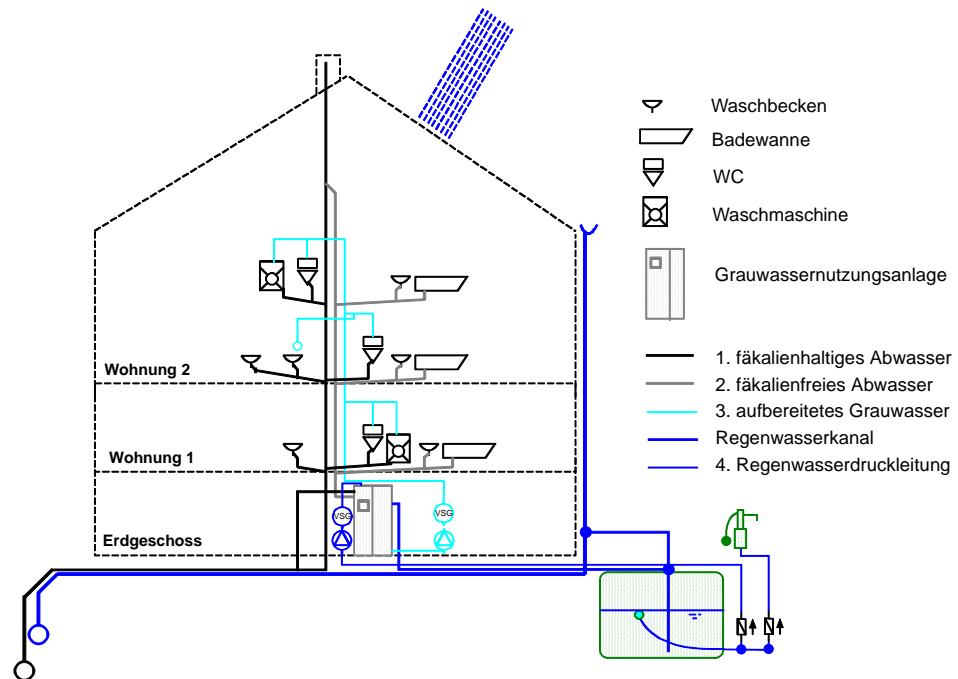 Waschbecken
Badewanne
WC
Waschmaschine
Grauwassernutzungsanlage
1. fäkalienhaltiges Abwasser
2. fäkalienfreies Abwasser
3. aufbereitetes Grauwasser
Regenwasserkanal
4. Regenwasserdruckleitung
Wohnung 2
Wohnung 1
VSG
VSG
Erdgeschoss